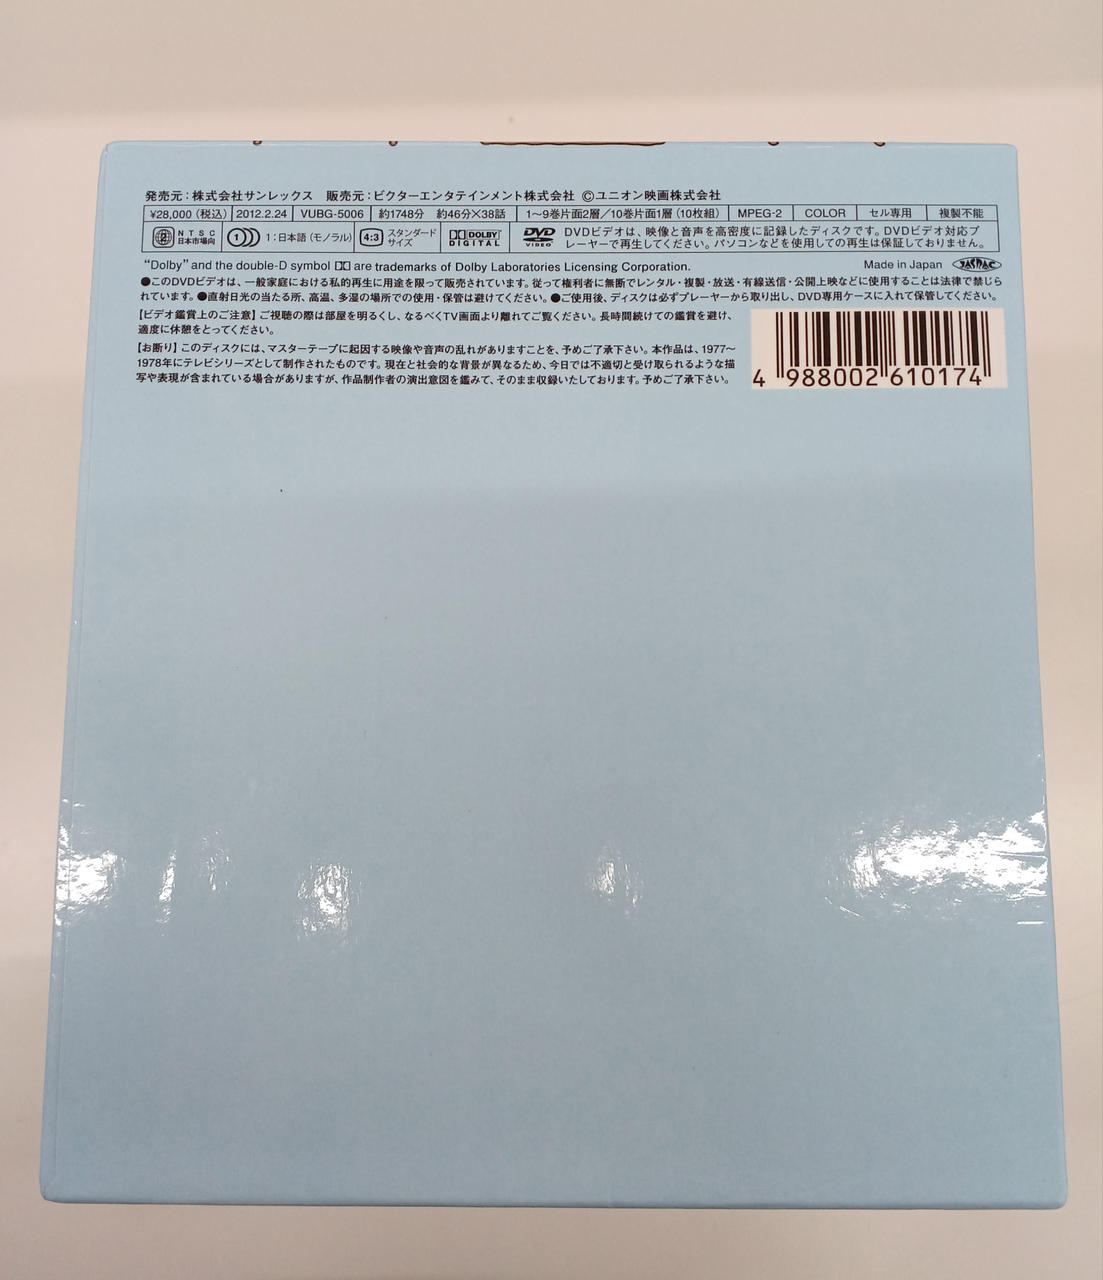 発売元：株式会社サンレックス　販売元：ビクターエンタテインメント株式会社　©ユニオン映画株式会社
¥28,000（税込） 2012.2.24 VUBG-5006 約1748分　約46分×38話 1〜9巻片面2層／10巻片面1層（10枚組） MPEG-2 COLOR セル専用 複製不能
2 NTSC 日本市場向 1 1：日本語（モノラル） 4:3 スタンダードサイズ DOLBY DIGITAL DVD VIDEO DVDビデオは、映像と音声を高密度に記録したディスクです。DVDビデオ対応プ
レーヤーで再生してください。パソコンなどを使用しての再生は保証しておりません。
“Dolby” and the double-D symbol are trademarks of Dolby Laboratories Licensing Corporation. Made in Japan JASRAC
●このDVDビデオは、一般家庭における私的再生に用途を限って販売されています。従って権利者に無断でレンタル・複製・放送・有線送信・公開上映などに使用することは法律で禁じら
れています。●直射日光の当たる所、高温、多湿の場所での使用・保管は避けてください。●ご使用後、ディスクは必ずプレーヤーから取り出し、DVD専用ケースに入れて保管してください。
【ビデオ鑑賞上のご注意】ご視聴の際は部屋を明るくし、なるべくTV画面より離れてご覧ください。長時間続けての鑑賞を避け、
適度に休憩をとってください。
【お断り】このディスクには、マスターテープに起因する映像や音声の乱れがありますことを、予めご了承下さい。本作品は、1977〜
1978年にテレビシリーズとして制作されたものです。現在と社会的な背景が異なるため、今日では不適切と受け取られるような描
写や表現が含まれている場合がありますが、作品制作者の演出意図を鑑みて、そのまま収録いたしております。予めご了承下さい。
4 988002 610174